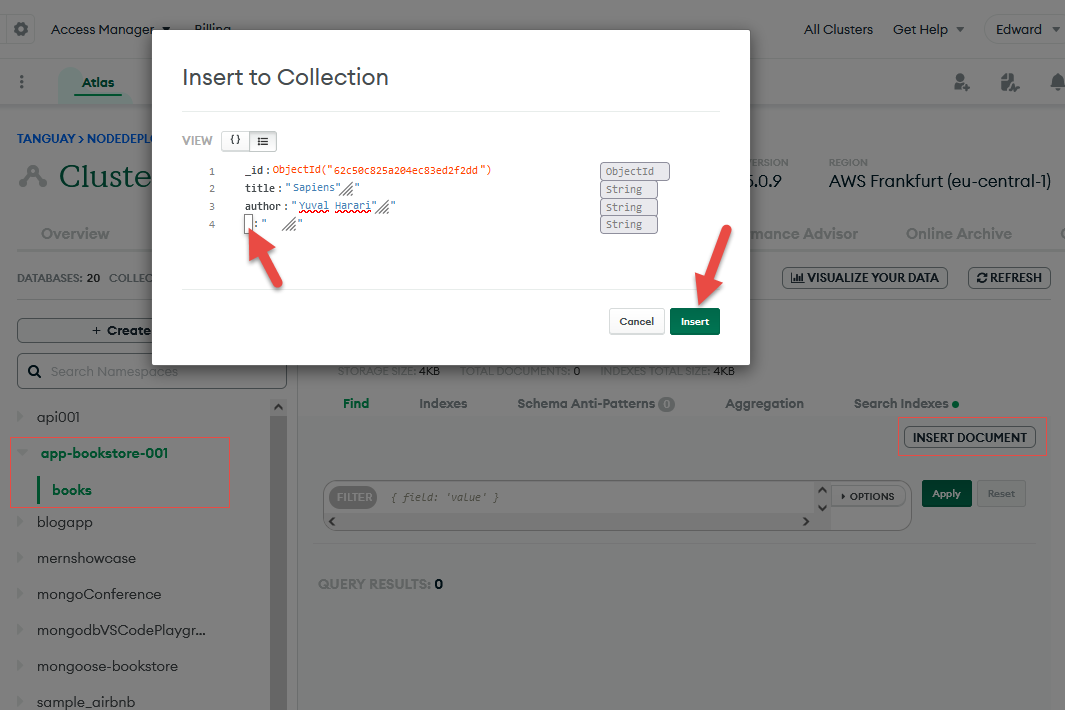 Access Manager
Billing
All Clusters
Get Help
Edward
Atlas
TANGUAY > NODEDEPLO
Cluste
VERSION
5.0.9
REGION
AWS Frankfurt (eu-central-1)
Overview
mance Advisor
Online Archive
DATABASES: 20 COLLEC
VISUALIZE YOUR DATA
REFRESH
+ Create
Search Namespaces
api001
app-bookstore-001
books
blogapp
mernshowcase
mongoConference
mongodbVSCodePlaygr...
mongoose-bookstore
sample_airbnb
Insert to Collection
VIEW {}
1 _id : ObjectId("62c50c825a204ec83ed2f2dd") ObjectId
2 title : "Sapiens" " String
3 author : "Yuval Harari" " String
4 : " " String
Cancel
Insert
STORAGE SIZE: 4KB TOTAL DOCUMENTS: 0 INDEXES TOTAL SIZE: 4KB
Find
Indexes
Schema Anti-Patterns 0
Aggregation
Search Indexes
INSERT DOCUMENT
FILTER { field: 'value' }
OPTIONS
Apply
Reset
QUERY RESULTS: 0